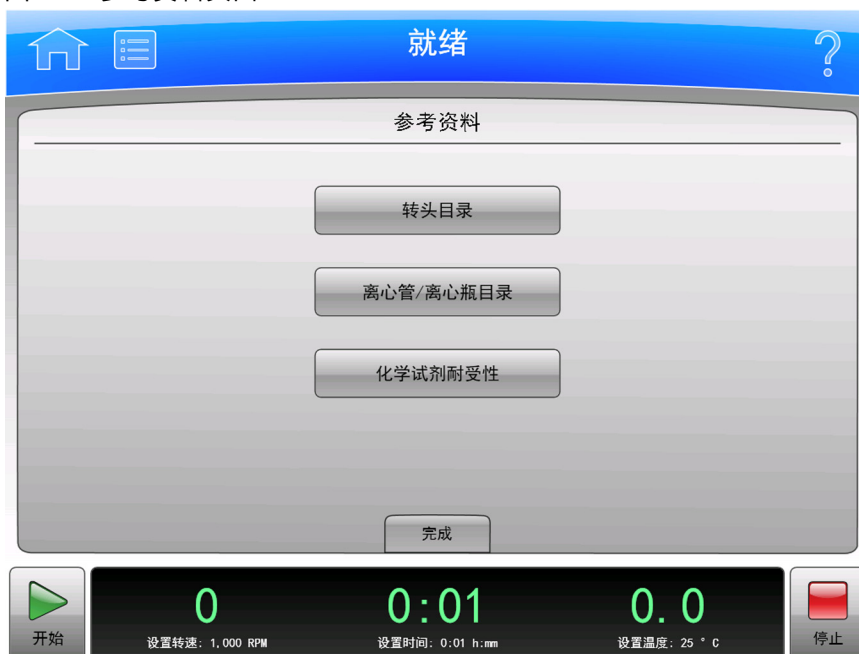 就绪
参考资料
转头目录
离心管/离心瓶目录
化学试剂耐受性
完成
0
0:01
0.0
开始
设置转速: 1,000 RPM
设置时间: 0:01 h:mm
设置温度: 25 ° C
停止